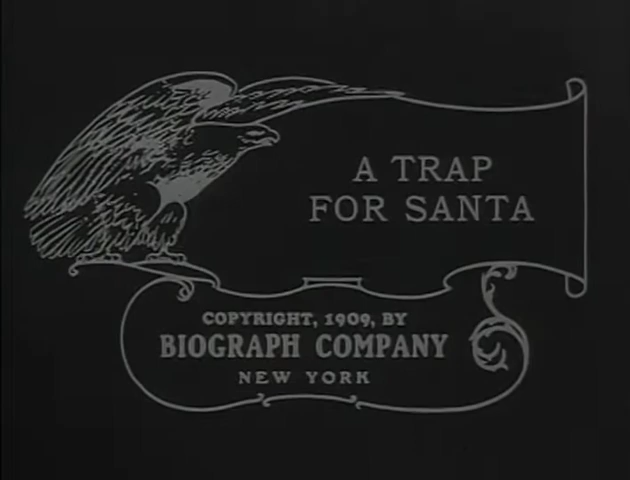 A TRAP
FOR SANTA
COPYRIGHT, 1909, BY
BIOGRAPH COMPANY
NEW YORK